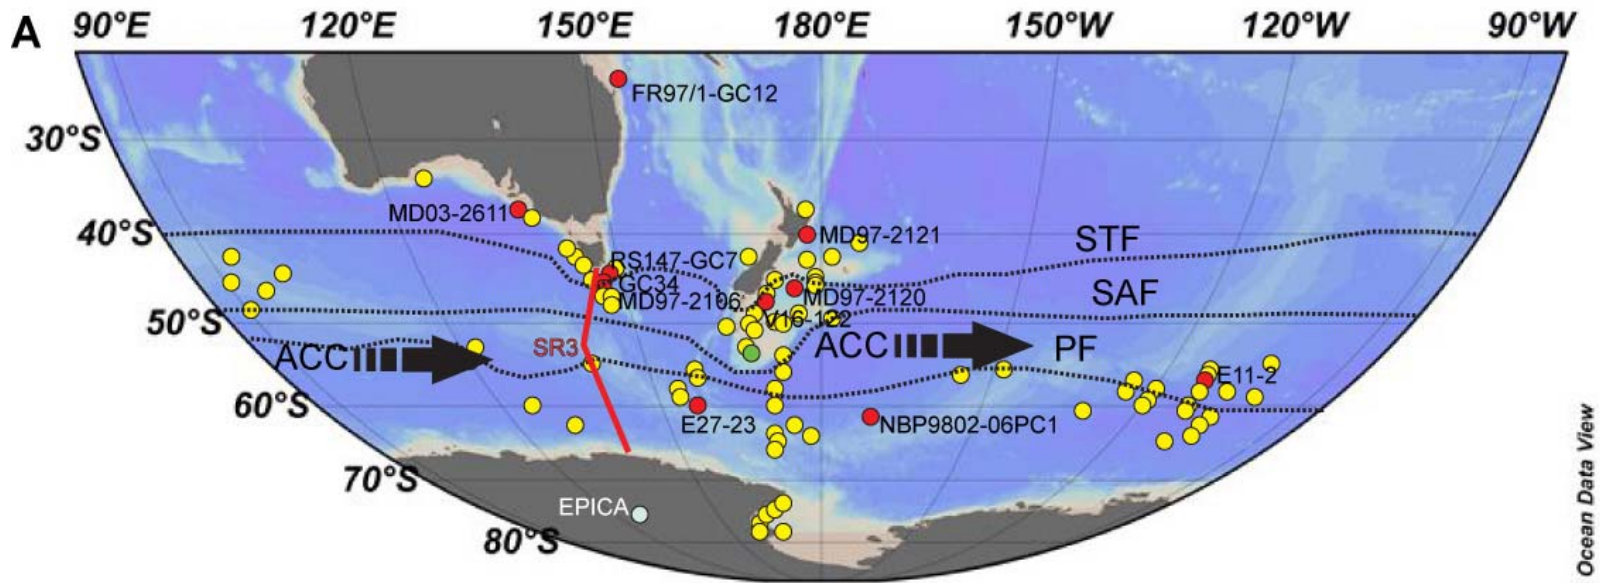 A
90°E 120°E 150°E 180°E 150°W 120°W 90°W
FR97/1-GC12
30°S
MD03-2611
40°S
MD97-2121
STF
RS147-GC7
GC34
MD97-2106
MD97-2120
SAF
V16-122
50°S
SR3
ACC
ACC
PF
E11-2
60°S
E27-23
NBP9802-06PC1
70°S
EPICA
80°S
Ocean Data View